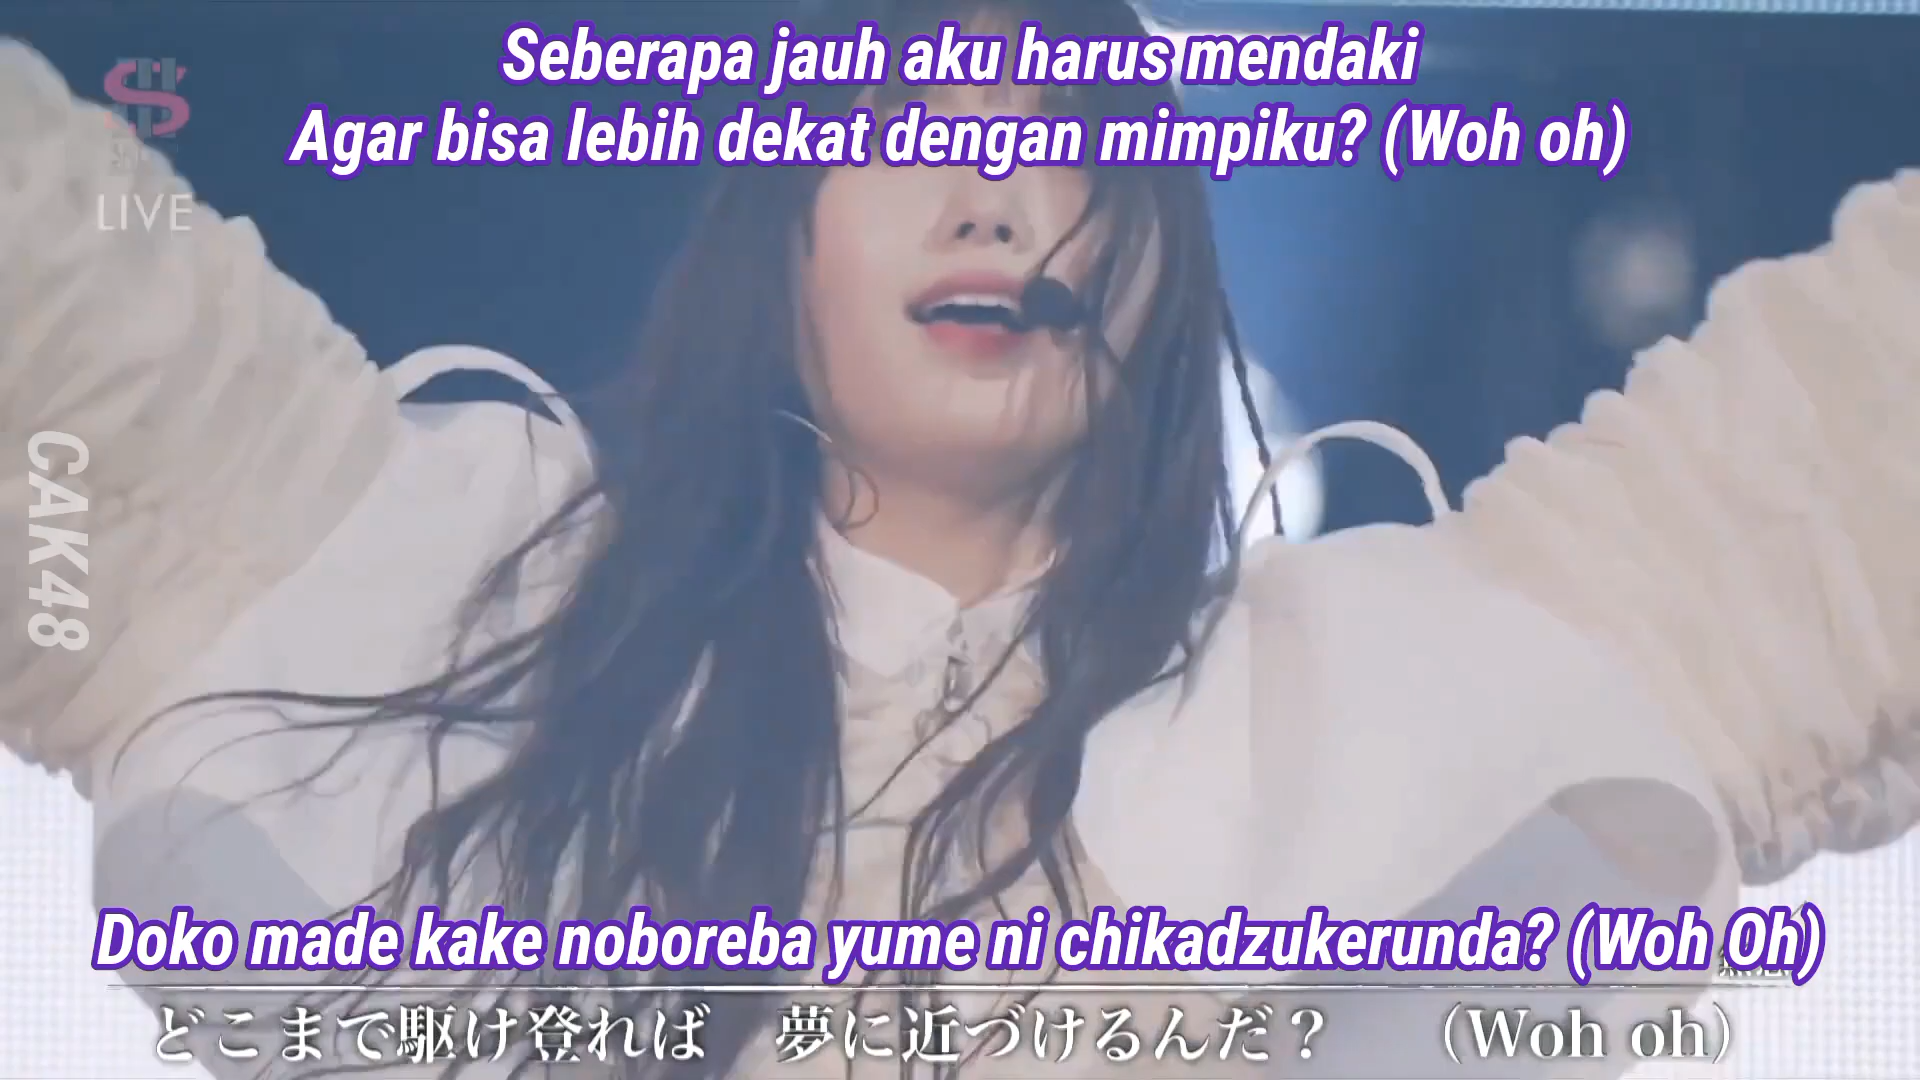 Seberapa jauh aku harus mendaki
Agar bisa lebih dekat dengan mimpiku? (Woh oh)
LIVE
CAK48
Doko made kake noboreba yume ni chikadzukerunda? (Woh Oh)
どこまで駆け登れば 夢に近づけるんだ？ （Woh oh）